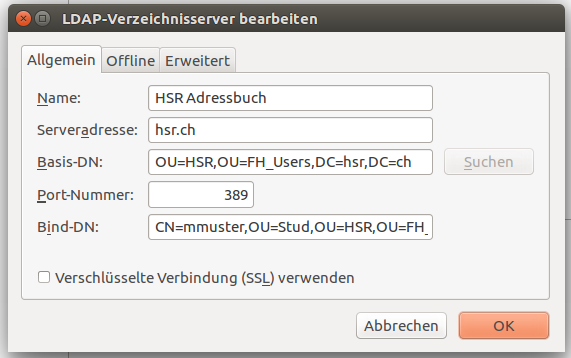 LDAP-Verzeichnisserver bearbeiten
Allgemein Offline Erweitert
Name: HSR Adressbuch
Serveradresse: hsr.ch
Basis-DN: OU=HSR,OU=FH_Users,DC=hsr,DC=ch Suchen
Port-Nummer: 389
Bind-DN: CN=mmuster,OU=Stud,OU=HSR,OU=FH_
Verschlüsselte Verbindung (SSL) verwenden
Abbrechen OK